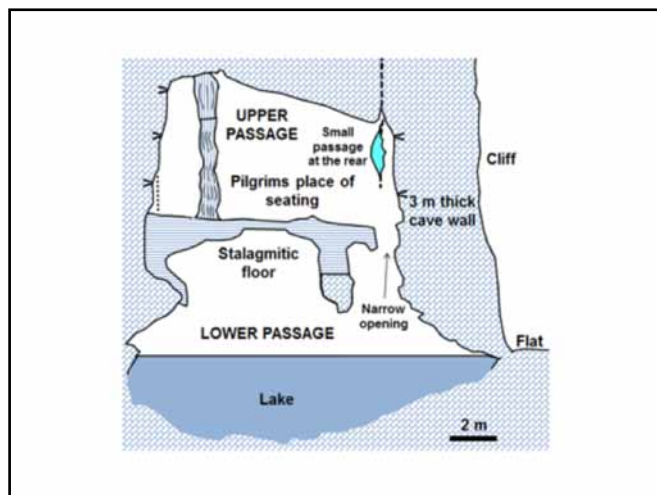 UPPER
PASSAGE
Small
passage
at the rear
Cliff
Pilgrims place of
seating
3 m thick
cave wall
Stalagmitic
floor
Narrow
opening
LOWER PASSAGE
Flat
Lake
2 m